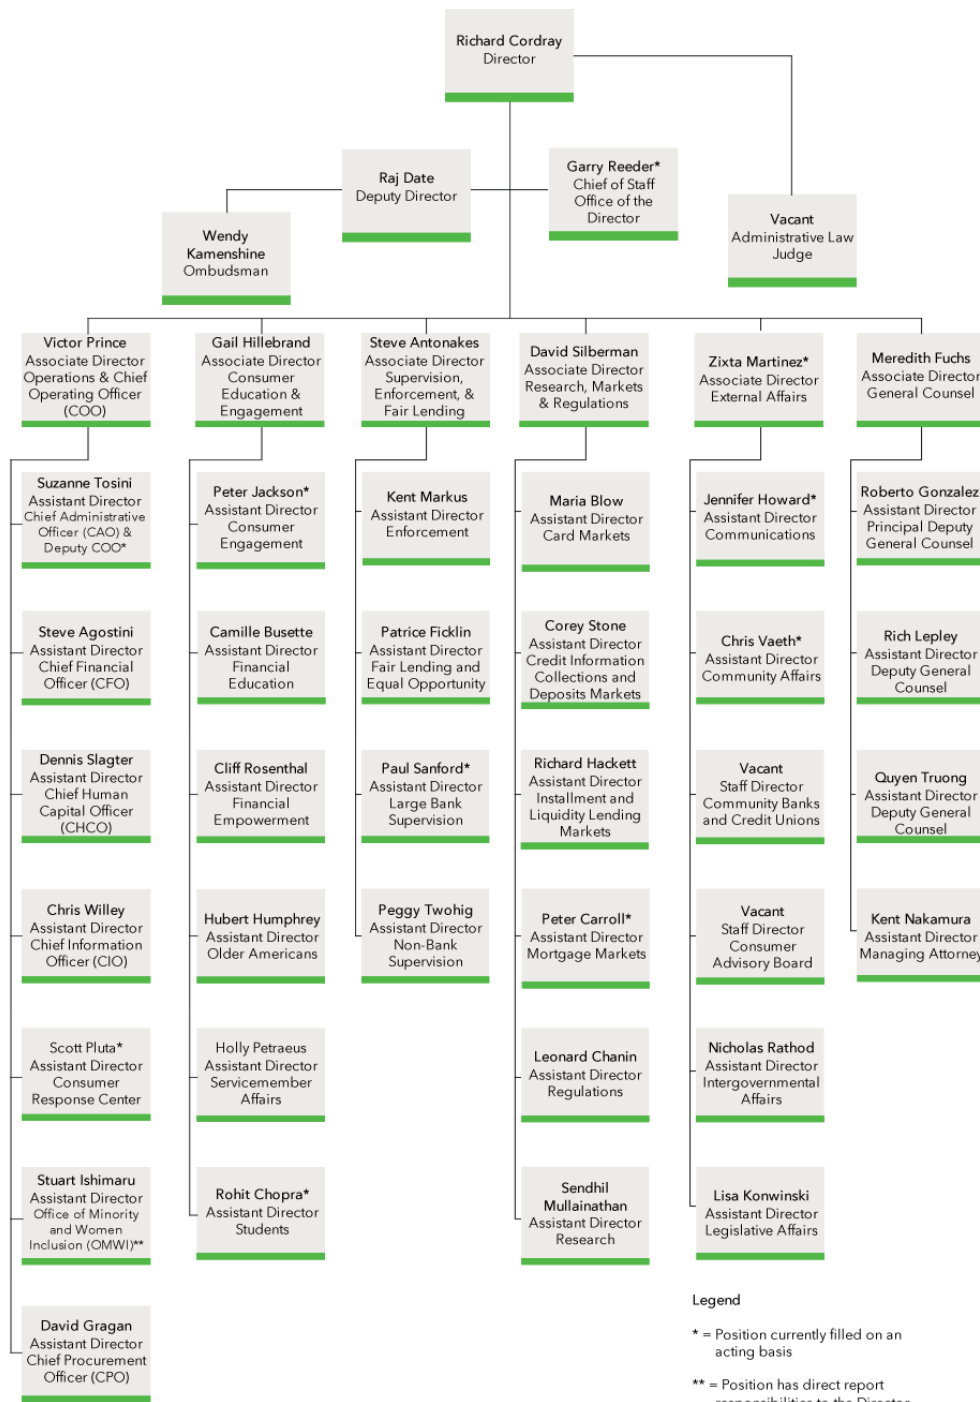 Richard Cordray
Director
Raj Date
Deputy Director
Garry Reeder*
Chief of Staff
Office of the
Director
Wendy
Kamenshine
Ombudsman
Vacant
Administrative Law
Judge
Victor Prince
Associate Director
Operations & Chief
Operating Officer
(COO)
Gail Hillebrand
Associate Director
Consumer
Education &
Engagement
Steve Antonakes
Associate Director
Supervision,
Enforcement, &
Fair Lending
David Silberman
Associate Director
Research, Markets
& Regulations
Zixta Martinez*
Associate Director
External Affairs
Meredith Fuchs
Associate Director
General Counsel
Suzanne Tosini
Assistant Director
Chief Administrative
Officer (CAO) &
Deputy COO*
Peter Jackson*
Assistant Director
Consumer
Engagement
Kent Markus
Assistant Director
Enforcement
Maria Blow
Assistant Director
Card Markets
Jennifer Howard*
Assistant Director
Communications
Roberto Gonzalez
Assistant Director
Principal Deputy
General Counsel
Steve Agostini
Assistant Director
Chief Financial
Officer (CFO)
Camille Busette
Assistant Director
Financial
Education
Patrice Ficklin
Assistant Director
Fair Lending and
Equal Opportunity
Corey Stone
Assistant Director
Credit Information
Collections and
Deposits Markets
Chris Vaeth*
Assistant Director
Community Affairs
Rich Lepley
Assistant Director
Deputy General
Counsel
Dennis Slagter
Assistant Director
Chief Human
Capital Officer
(CHCO)
Cliff Rosenthal
Assistant Director
Financial
Empowerment
Paul Sanford*
Assistant Director
Large Bank
Supervision
Richard Hackett
Assistant Director
Installment and
Liquidity Lending
Markets
Vacant
Staff Director
Community Banks
and Credit Unions
Quyen Truong
Assistant Director
Deputy General
Counsel
Chris Willey
Assistant Director
Chief Information
Officer (CIO)
Hubert Humphrey
Assistant Director
Older Americans
Peggy Twohig
Assistant Director
Non-Bank
Supervision
Peter Carroll*
Assistant Director
Mortgage Markets
Vacant
Staff Director
Consumer
Advisory Board
Kent Nakamura
Assistant Director
Managing Attorney
Scott Pluta*
Assistant Director
Consumer
Response Center
Holly Petraeus
Assistant Director
Servicemember
Affairs
Leonard Chanin
Assistant Director
Regulations
Nicholas Rathod
Assistant Director
Intergovernmental
Affairs
Stuart Ishimaru
Assistant Director
Office of Minority
and Women
Inclusion (OMWI)**
Rohit Chopra*
Assistant Director
Students
Sendhil
Mullainathan
Assistant Director
Research
Lisa Konwinski
Assistant Director
Legislative Affairs
David Gragan
Assistant Director
Chief Procurement
Officer (CPO)
Legend
* = Position currently filled on an
acting basis
** = Position has direct report
responsibilities to the Director